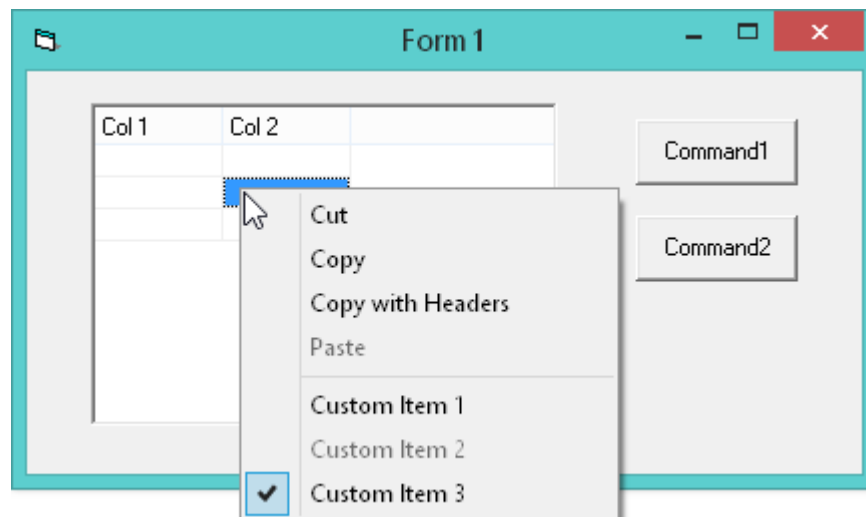 Form 1
Col 1 Col 2
Command1
Cut
Copy
Command2
Copy with Headers
Paste
Custom Item 1
Custom Item 2
Custom Item 3